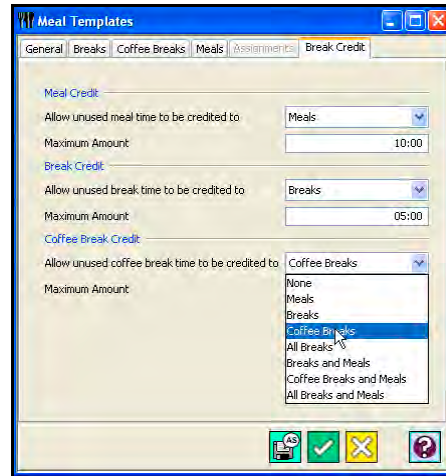 Meal Templates
General Breaks Coffee Breaks Meals Assignments Break Credit
Meal Credit
Allow unused meal time to be credited to Meals
Maximum Amount 10:00
Break Credit
Allow unused break time to be credited to Breaks
Maximum Amount 05:00
Coffee Break Credit
Allow unused coffee break time to be credited to Coffee Breaks
Maximum Amount
None
Meals
Breaks
Coffee Breaks
All Breaks
Breaks and Meals
Coffee Breaks and Meals
All Breaks and Meals
AS ?